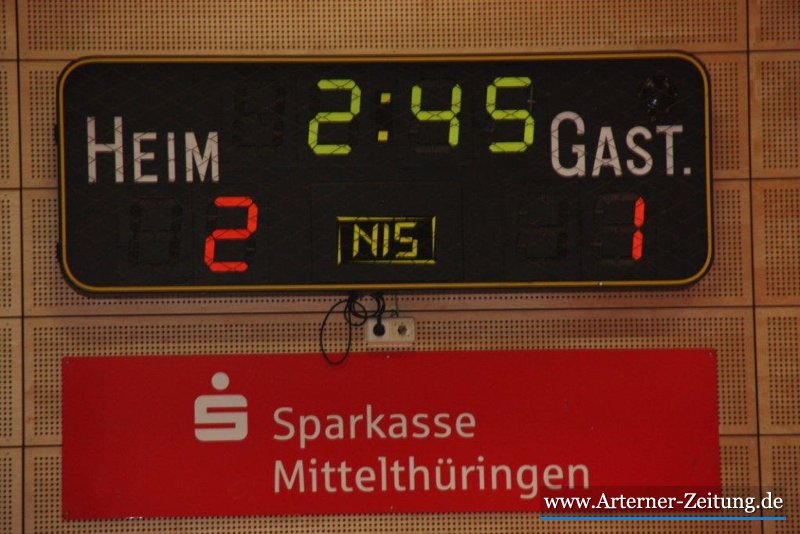 2:45
HEIM GAST.
2 NIS 1
Sparkasse
Mittelthüringen
www.Arterner-Zeitung.de